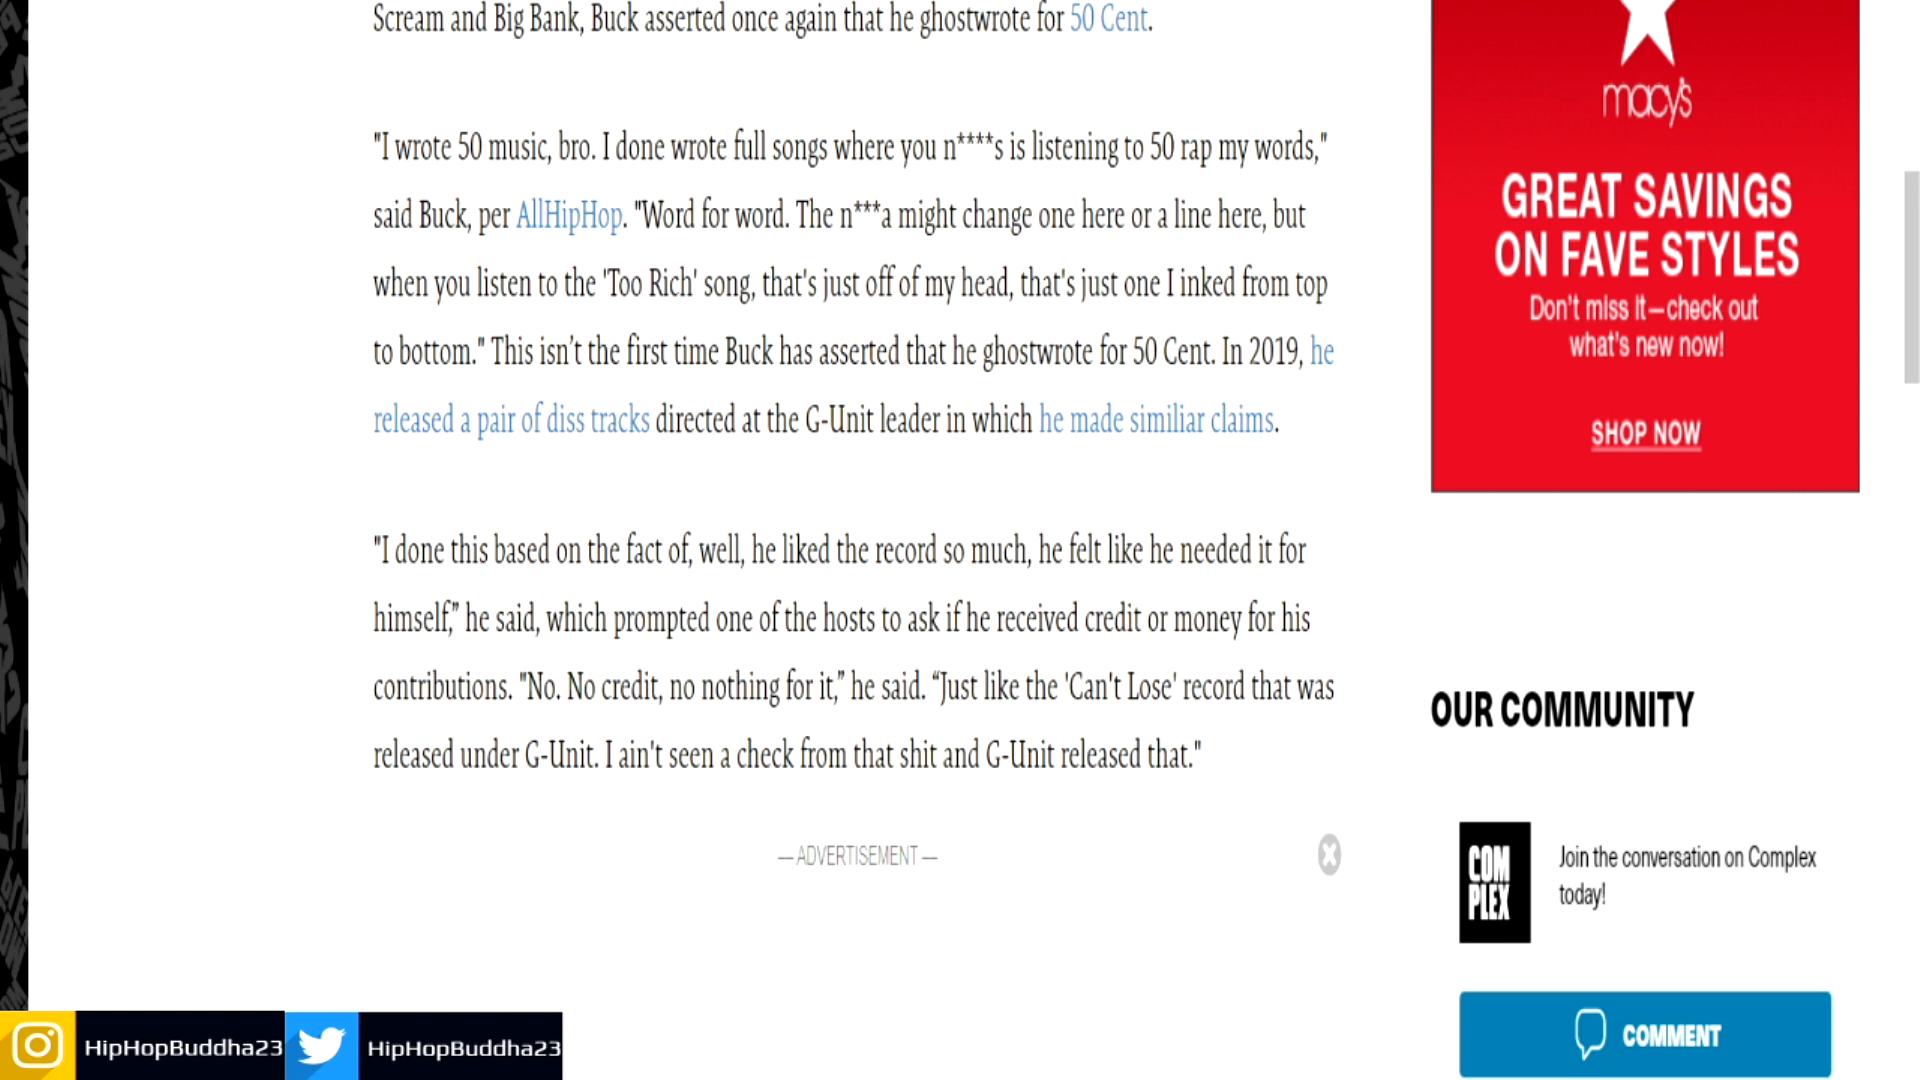 Scream and Big Bank, Buck asserted once again that he ghostwrote for 50 Cent.
"I wrote 50 music, bro. I done wrote full songs where you n****s is listening to 50 rap my words,"
said Buck, per AllHipHop. "Word for word. The n***a might change one here or a line here, but
when you listen to the 'Too Rich' song, that's just off of my head, that's just one I inked from top
to bottom." This isn’t the first time Buck has asserted that he ghostwrote for 50 Cent. In 2019, he
released a pair of diss tracks directed at the G-Unit leader in which he made similiar claims.
"I done this based on the fact of, well, he liked the record so much, he felt like he needed it for
himself,” he said, which prompted one of the hosts to ask if he received credit or money for his
contributions. "No. No credit, no nothing for it,” he said. “Just like the 'Can't Lose' record that was
released under G-Unit. I ain't seen a check from that shit and G-Unit released that."
— ADVERTISEMENT —
macy's
GREAT SAVINGS
ON FAVE STYLES
Don't miss it—check out
what's new now!
SHOP NOW
OUR COMMUNITY
COM
PLEX
Join the conversation on Complex
today!
COMMENT
HipHopBuddha23
HipHopBuddha23